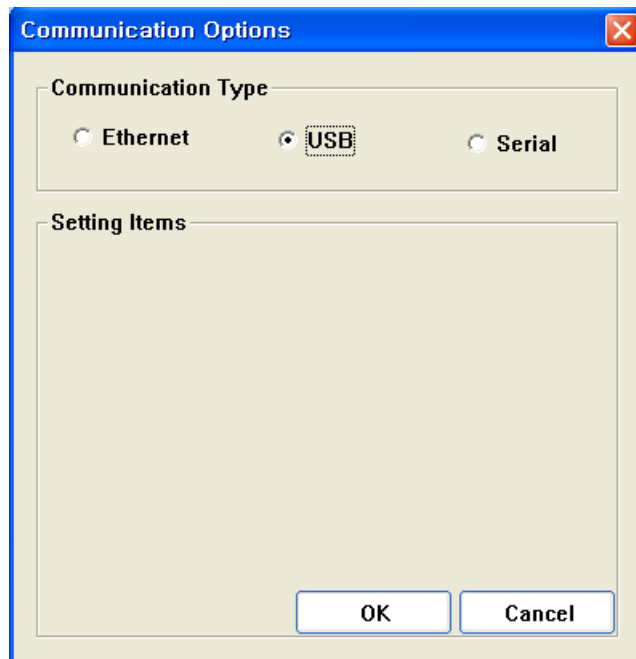 Communication Options
Communication Type
Ethernet USB Serial
Setting Items
OK Cancel